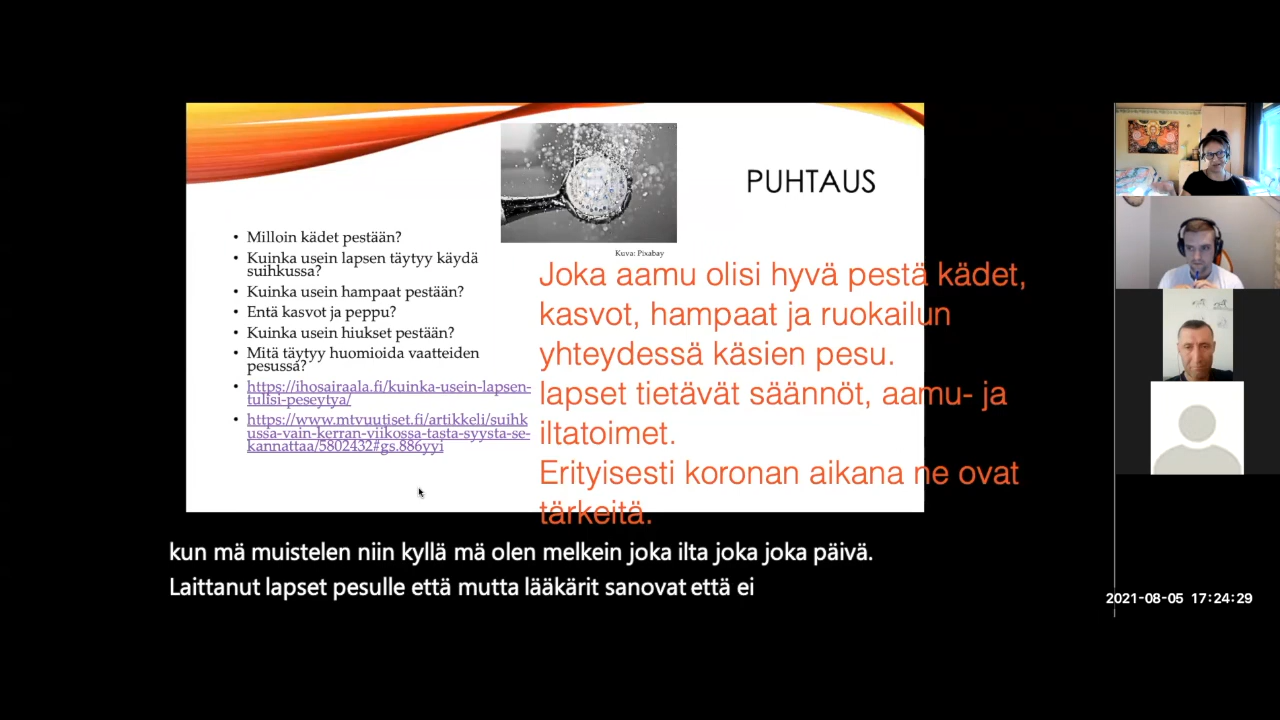 PUHTAUS
• Milloin kädet pestään?
• Kuinka usein lapsen täytyy käydä
suihkussa?
• Kuinka usein hampaat pestään?
• Entä kasvot ja peppu?
• Kuinka usein hiukset pestään?
• Mitä täytyy huomioida vaatteiden
pesussa?
• https://ihosairaala.fi/kuinka-usein-lapsen-
tulisi-peseytya/
• https://www.mtvuutiset.fi/artikkeli/suihk
ussa-vain-kerran-viikossa-tasta-syysta-se-
kannattaa/5802432#gs.886yyi
Kuva: Pixabay
Joka aamu olisi hyvä pestä kädet,
kasvot, hampaat ja ruokailun
yhteydessä käsien pesu.
lapset tietävät säännöt, aamu- ja
iltatoimet.
Erityisesti koronan aikana ne ovat
tärkeitä.
kun mä muistelen niin kyllä mä olen melkein joka ilta joka joka päivä.
Laittanut lapset pesulle että mutta lääkärit sanovat että ei
2021-08-05 17:24:29